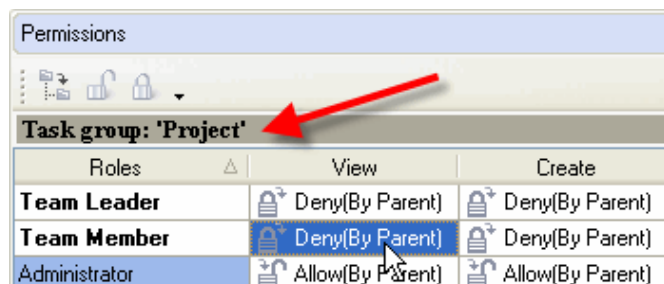 Permissions
Task group: 'Project'
Roles View Create
Team Leader Deny(By Parent) Deny(By Parent)
Team Member Deny(By Parent) Deny(By Parent)
Administrator Allow(By Parent) Allow(By Parent)